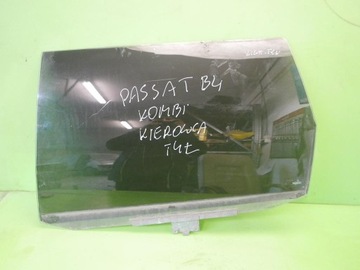 PASSAT B4
KOMBI
KIEROWCA
TYŁ